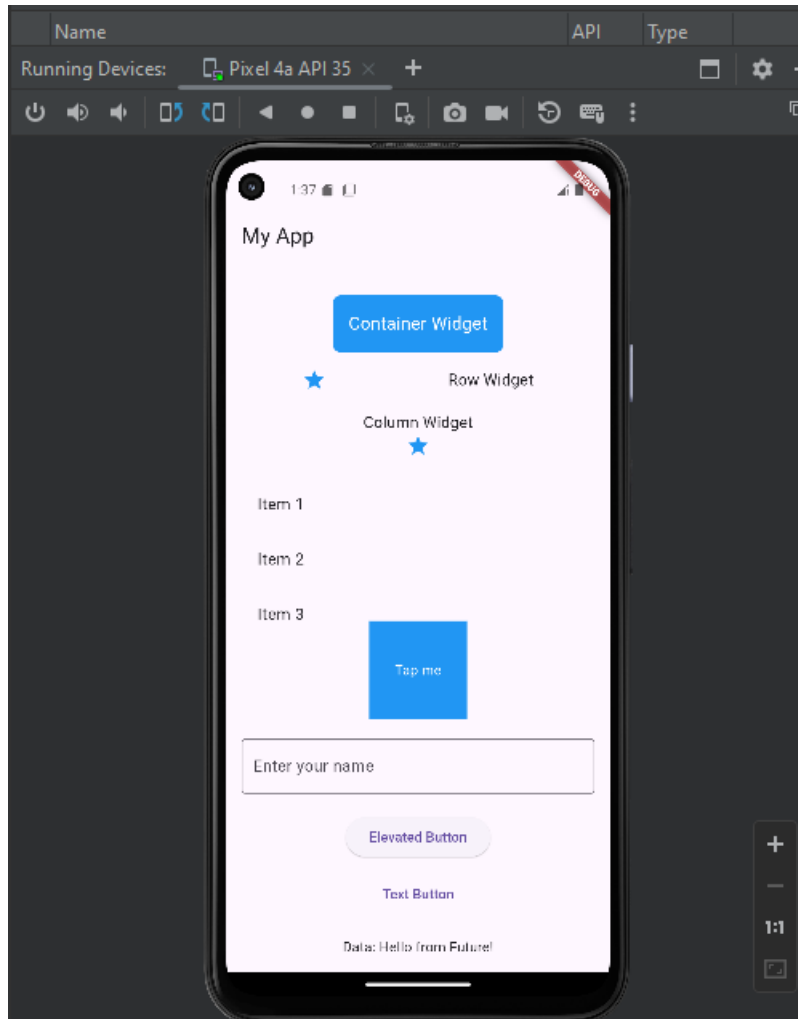 Name API Type
Running Devices: Pixel 4a API 35
1:37
DEBUG
My App
Container Widget
Row Widget
Column Widget
Item 1
Item 2
Item 3
Tap me
Enter your name
Elevated Button
Text Button
Data: Hello from Future!
1:1